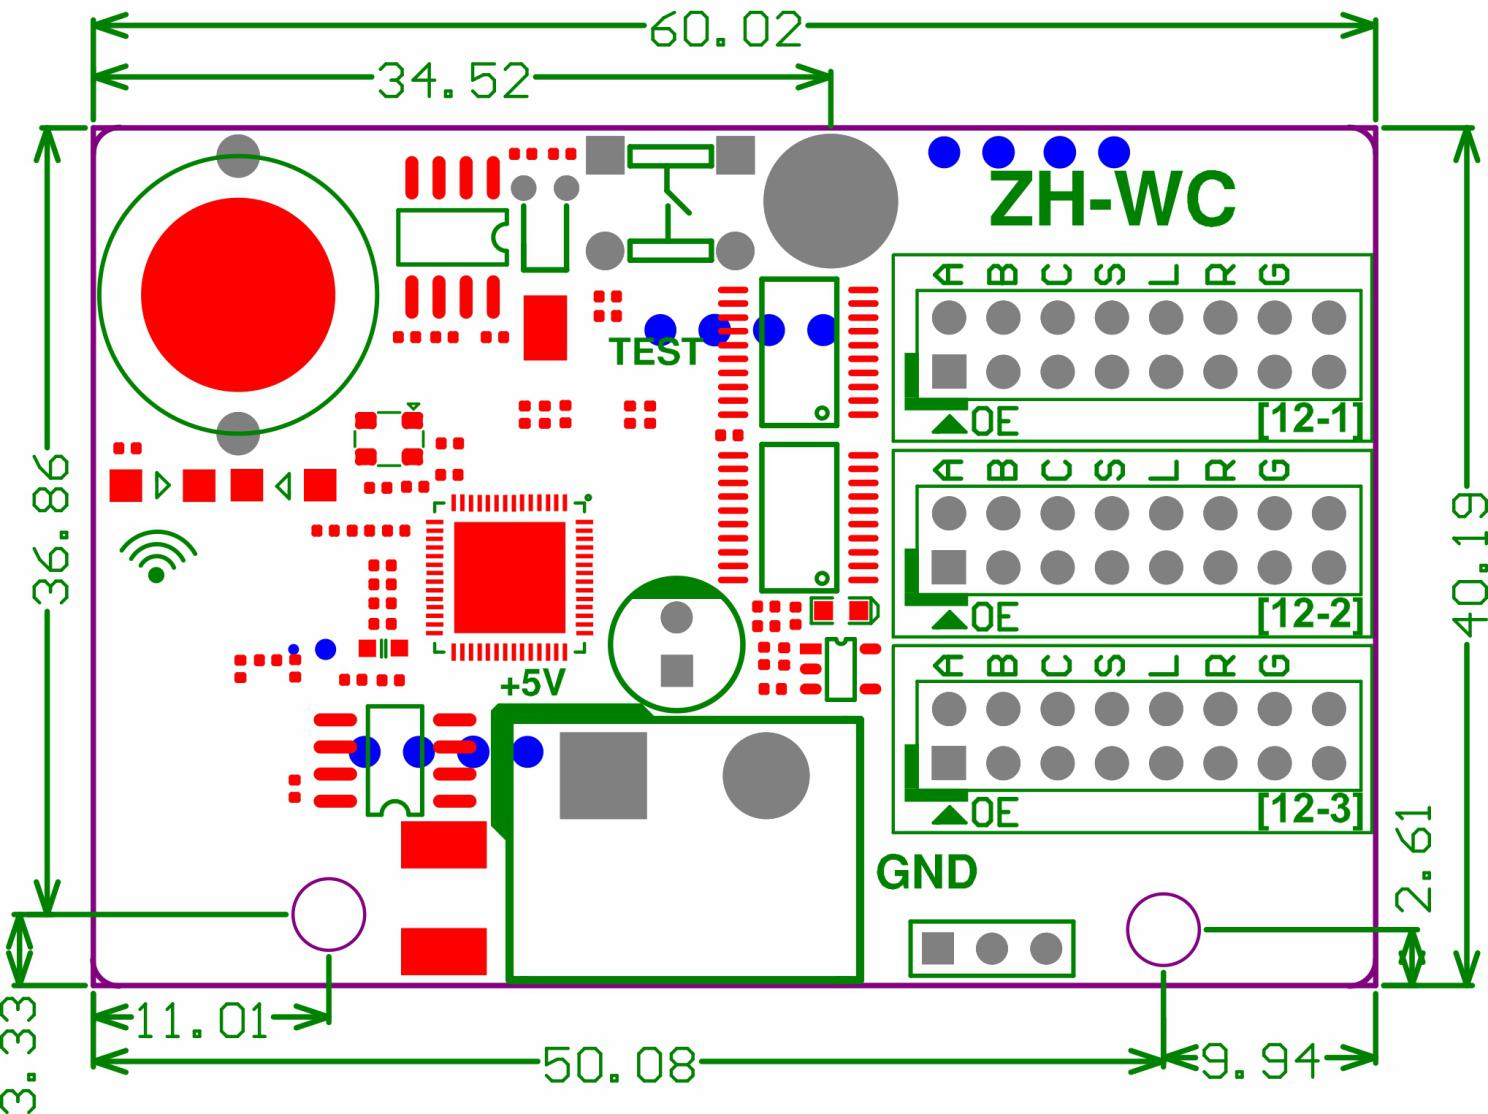 60.02
34.52
ZH-WC
A B C S L R G
TEST
OE [12-1]
36.86
A B C S L R G
40.19
OE [12-2]
A B C S L R G
+5V
OE [12-3]
2.61
GND
3.33
11.01
50.08
9.94